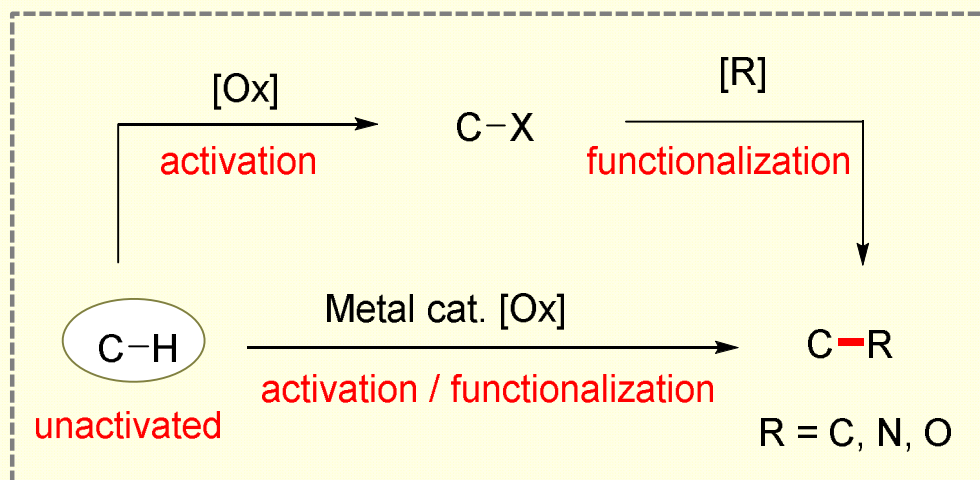 [Ox]
[R]
C–X
activation
functionalization
Metal cat. [Ox]
C–H
C–R
activation / functionalization
unactivated
R = C, N, O